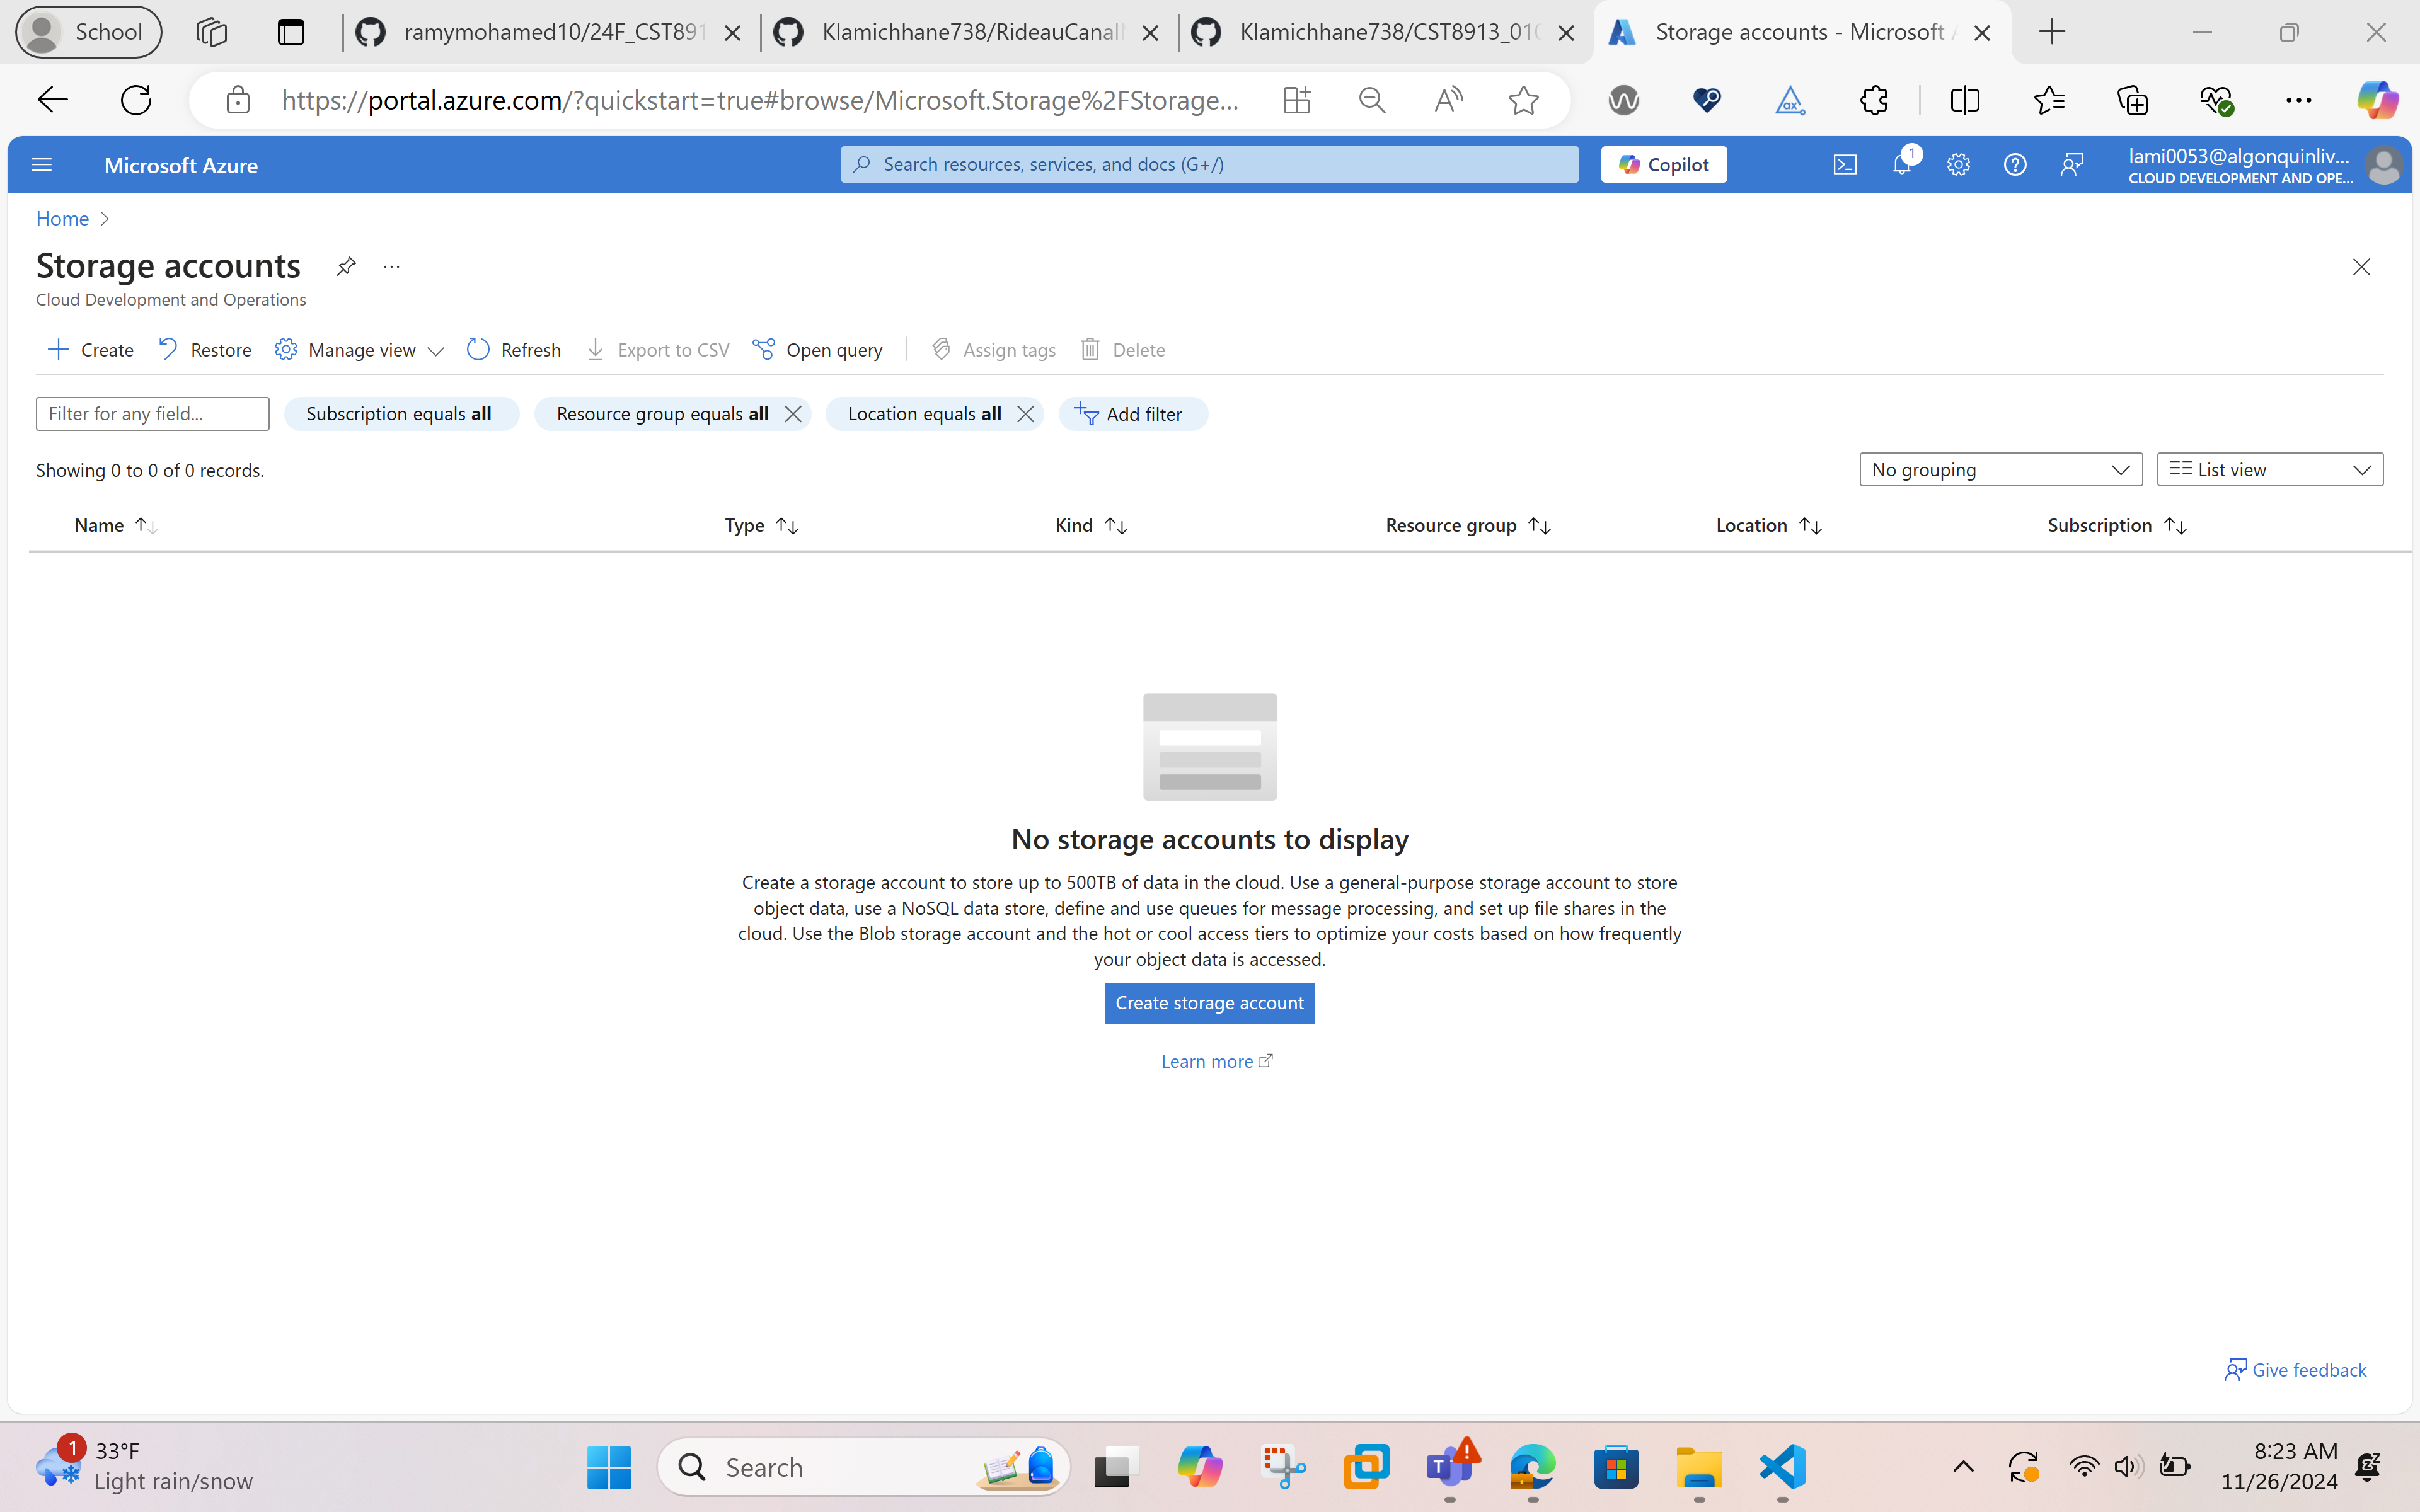 School
ramymohamed10/24F_CST891
Klamichhane738/RideauCanalM
Klamichhane738/CST8913_010
Storage accounts - Microsoft A
https://portal.azure.com/?quickstart=true#browse/Microsoft.Storage%2FStorage...
Microsoft Azure
Search resources, services, and docs (G+/)
Copilot
1
lami0053@algonquinliv...
CLOUD DEVELOPMENT AND OPE...
Home
Storage accounts
Cloud Development and Operations
Create
Restore
Manage view
Refresh
Export to CSV
Open query
Assign tags
Delete
Filter for any field...
Subscription equals all
Resource group equals all
Location equals all
Add filter
Showing 0 to 0 of 0 records.
No grouping
List view
Name
Type
Kind
Resource group
Location
Subscription
No storage accounts to display
Create a storage account to store up to 500TB of data in the cloud. Use a general-purpose storage account to store
object data, use a NoSQL data store, define and use queues for message processing, and set up file shares in the
cloud. Use the Blob storage account and the hot or cool access tiers to optimize your costs based on how frequently
your object data is accessed.
Create storage account
Learn more
Give feedback
1
33°F
Light rain/snow
Search
8:23 AM
11/26/2024